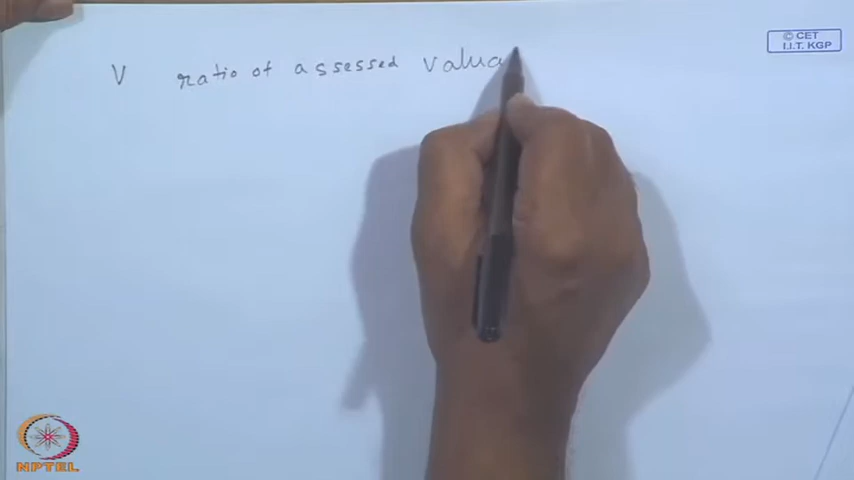 © CET
I.I.T. KGP
V ratio of assessed valua
NPTEL